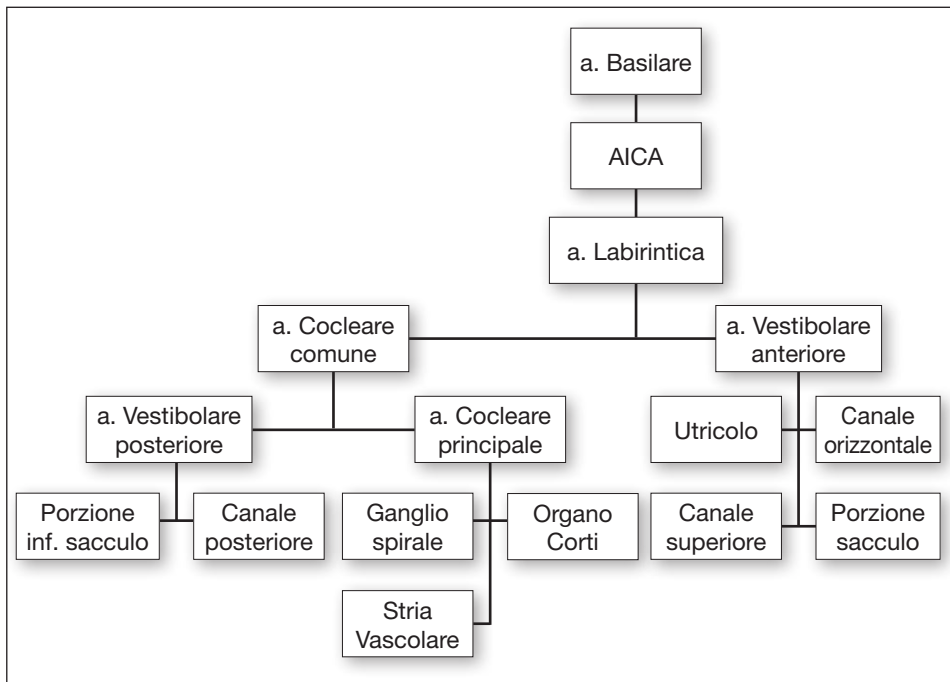 a. Basilare
AICA
a. Labirintica
a. Cocleare
comune
a. Vestibolare
anteriore
a. Vestibolare
posteriore
a. Cocleare
principale
Utricolo
Canale
orizzontale
Porzione
inf. sacculo
Canale
posteriore
Ganglio
spirale
Organo
Corti
Canale
superiore
Porzione
sacculo
Stria
Vascolare